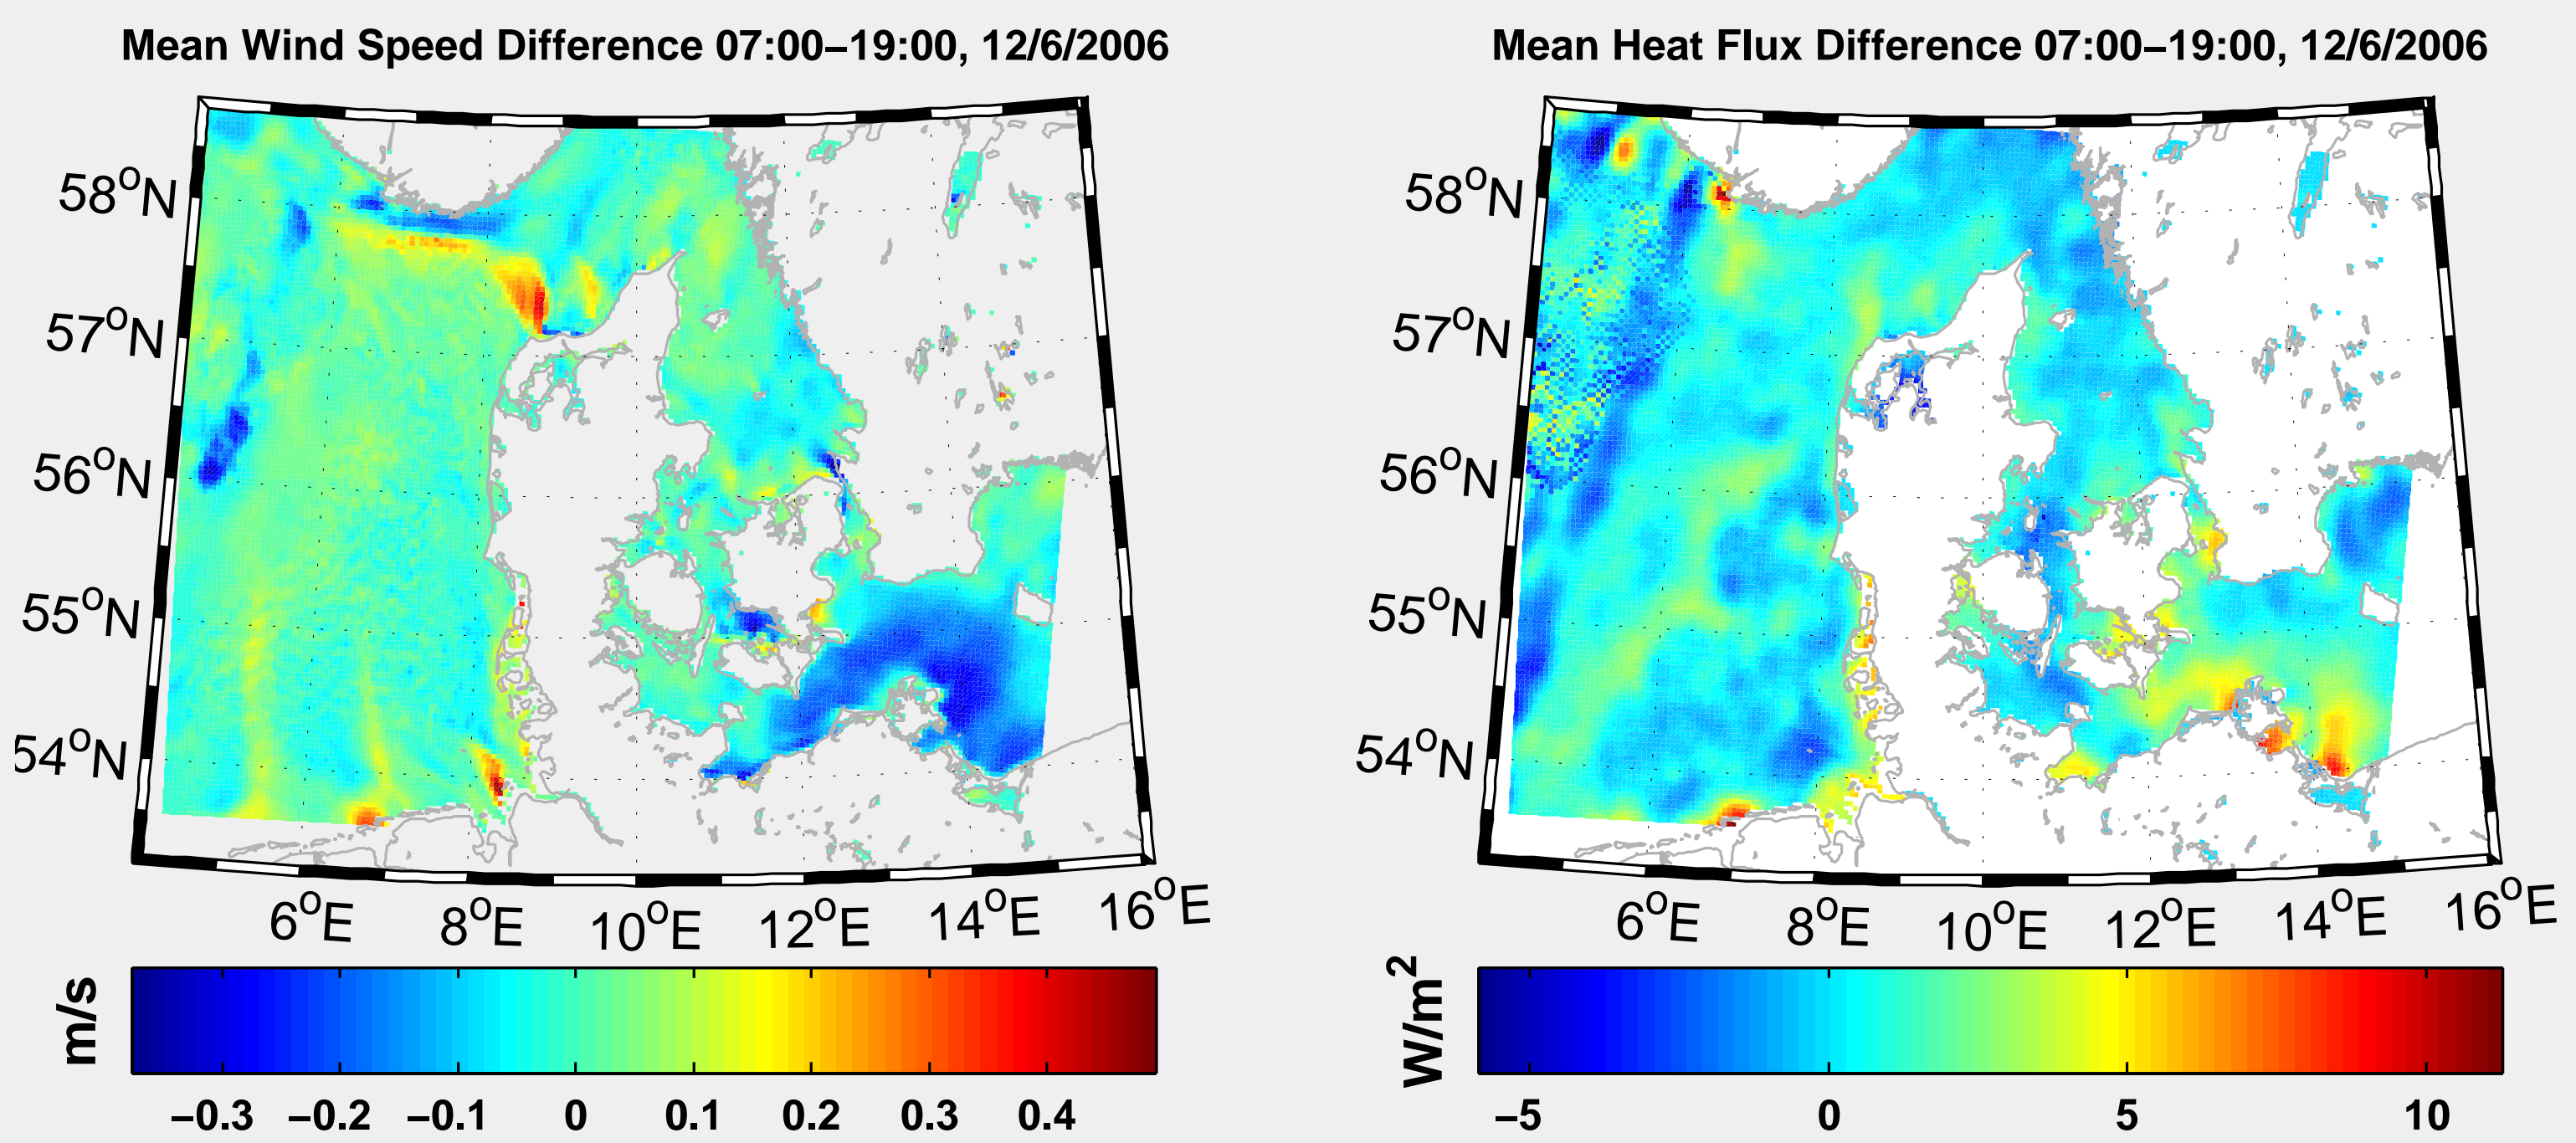 Mean Wind Speed Difference 07:00–19:00, 12/6/2006
58°N
57°N
56°N
55°N
54°N
6°E 8°E 10°E 12°E 14°E 16°E
m/s
−0.3 −0.2 −0.1 0 0.1 0.2 0.3 0.4
Mean Heat Flux Difference 07:00–19:00, 12/6/2006
58°N
57°N
56°N
55°N
54°N
6°E 8°E 10°E 12°E 14°E 16°E
W/m²
−5 0 5 10